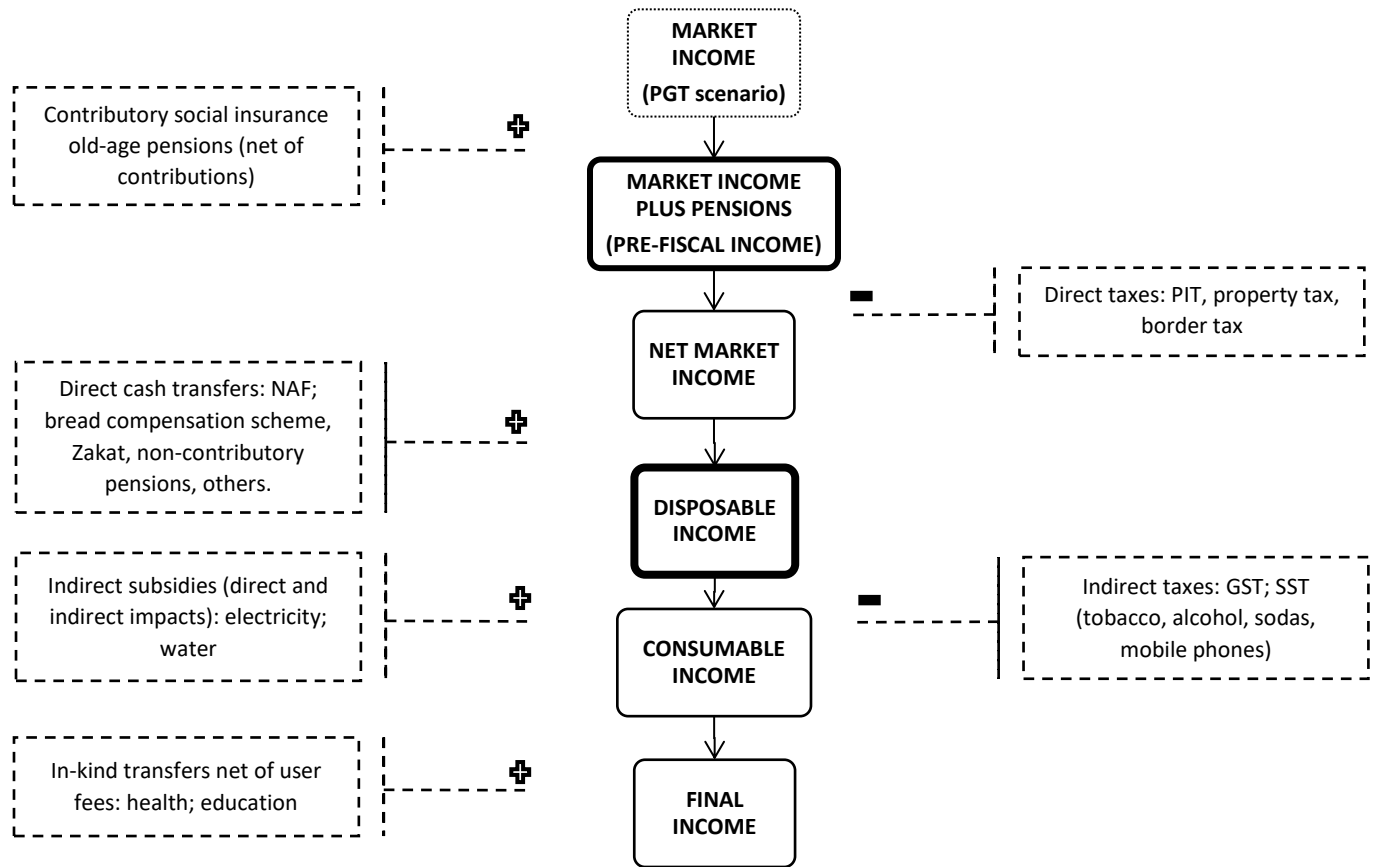 MARKET
INCOME
(PGT scenario)
Contributory social insurance
old-age pensions (net of
contributions)
MARKET INCOME
PLUS PENSIONS
(PRE-FISCAL INCOME)
Direct taxes: PIT, property tax,
border tax
NET MARKET
INCOME
Direct cash transfers: NAF;
bread compensation scheme,
Zakat, non-contributory
pensions, others.
DISPOSABLE
INCOME
Indirect subsidies (direct and
indirect impacts): electricity;
water
Indirect taxes: GST; SST
(tobacco, alcohol, sodas,
mobile phones)
CONSUMABLE
INCOME
In-kind transfers net of user
fees: health; education
FINAL
INCOME